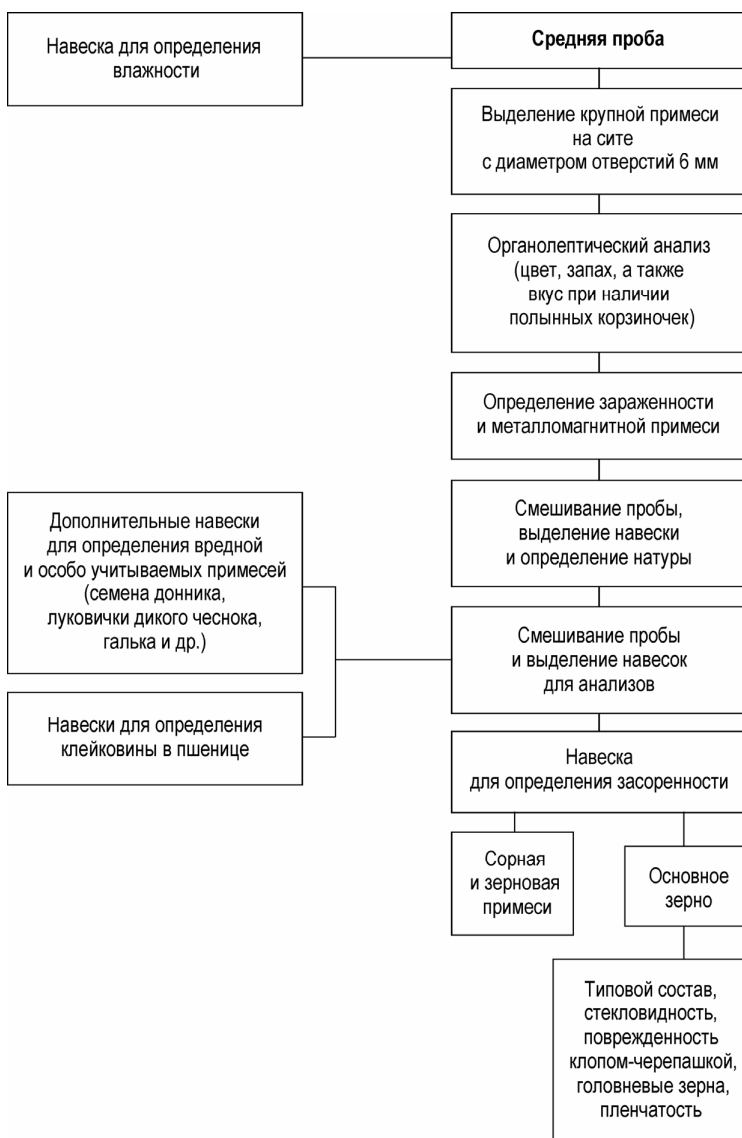 Навеска для определения
влажности
Средняя проба
Выделение крупной примеси
на сите
с диаметром отверстий 6 мм
Органолептический анализ
(цвет, запах, а также
вкус при наличии
полынных корзиночек)
Определение зараженности
и металломагнитной примеси
Смешивание пробы,
выделение навески
и определение натуры
Дополнительные навески
для определения вредной
и особо учитываемых примесей
(семена донника,
луковички дикого чеснока,
галька и др.)
Смешивание пробы
и выделение навесок
для анализов
Навески для определения
клейковины в пшенице
Навеска
для определения засоренности
Сорная
и зерновая
примеси
Основное
зерно
Типовой состав,
стекловидность,
поврежденность
клопом-черепашкой,
головневые зерна,
пленчатость